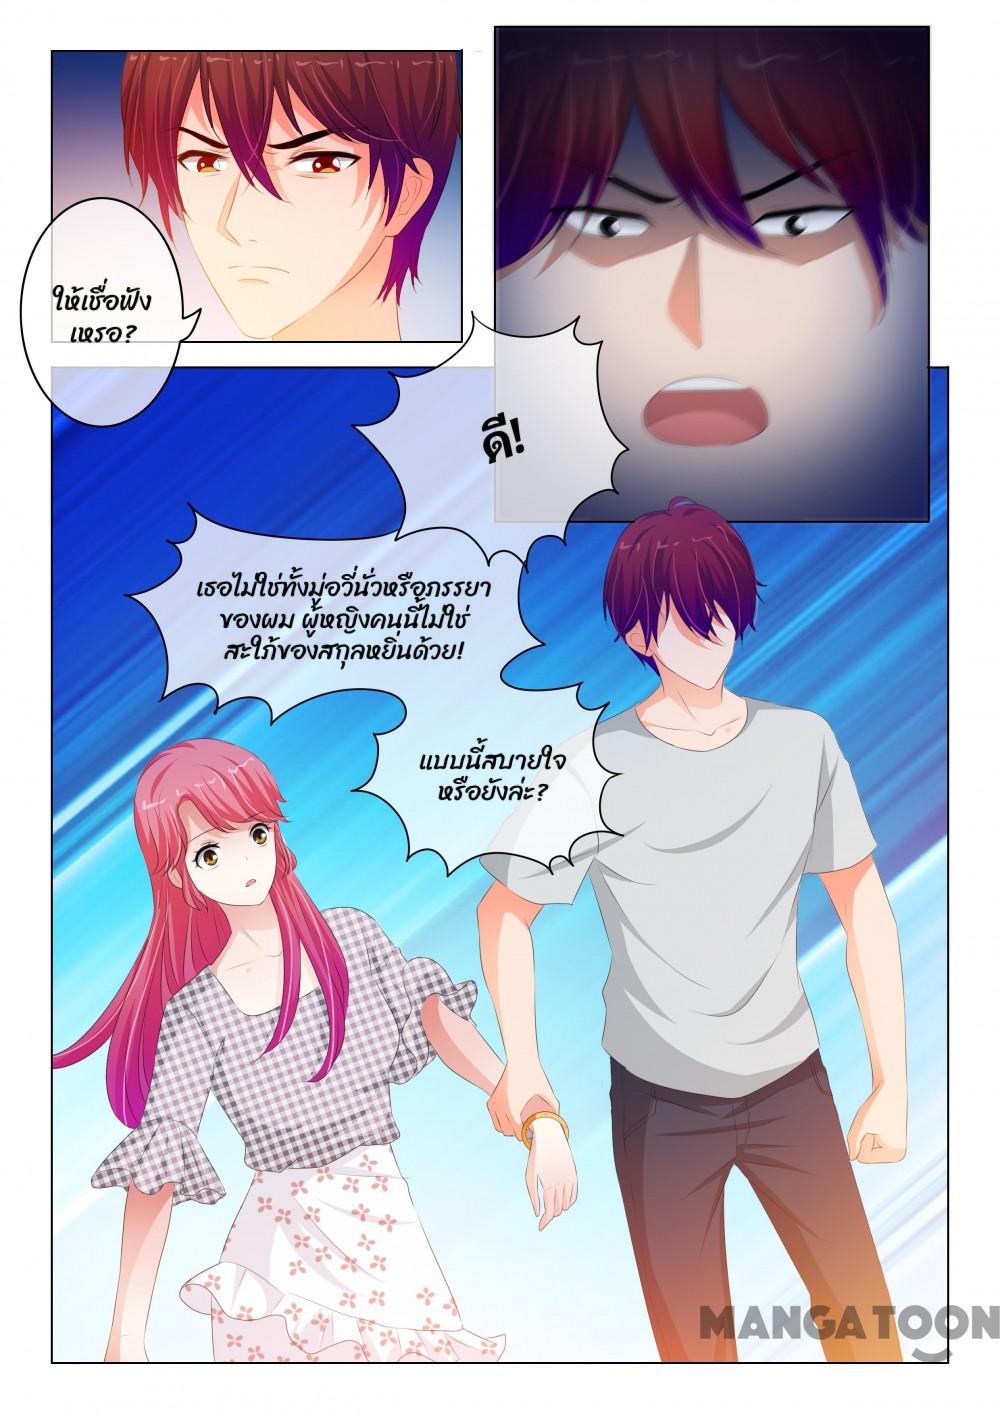 ให้เชื่อฟัง
เหรอ?
ดี!
เธอไม่ใช่ทั้งมู่อวี่นั่วหรือภรรยา
ของผม ผู้หญิงคนนี้ไม่ใช่
สะใภ้ของสกุลหยิ่นด้วย!
แบบนี้สบายใจ
หรือยังล่ะ?
MANGATOON